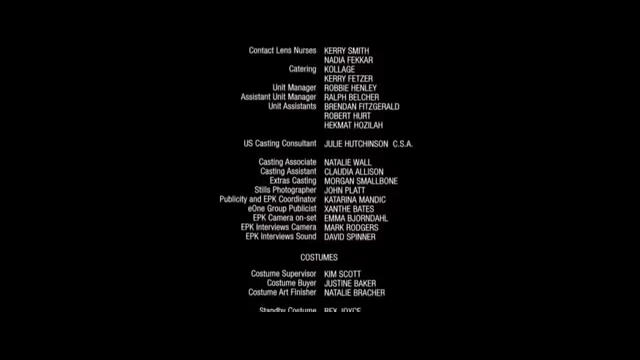 Contact Lens Nurses KERRY SMITH
NADIA FEKKAR
Catering KOLLAGE
KERRY FETZER
Unit Manager ROBBIE HENLEY
Assistant Unit Manager RALPH BELCHER
Unit Assistants BRENDAN FITZGERALD
ROBERT HURT
HEKMAT HOZILAH
US Casting Consultant JULIE HUTCHINSON C.S.A.
Casting Associate NATALIE WALL
Casting Assistant CLAUDIA ALLISON
Extras Casting MORGAN SMALLBONE
Stills Photographer JOHN PLATT
Publicity and EPK Coordinator KATARINA MANDIC
eOne Group Publicist XANTHE BATES
EPK Camera on-set EMMA BJORNDAHL
EPK Interviews Camera MARK RODGERS
EPK Interviews Sound DAVID SPINNER
COSTUMES
Costume Supervisor KIM SCOTT
Costume Buyer JUSTINE BAKER
Costume Art Finisher NATALIE BRACHER
Standby Costume REX JOYCE